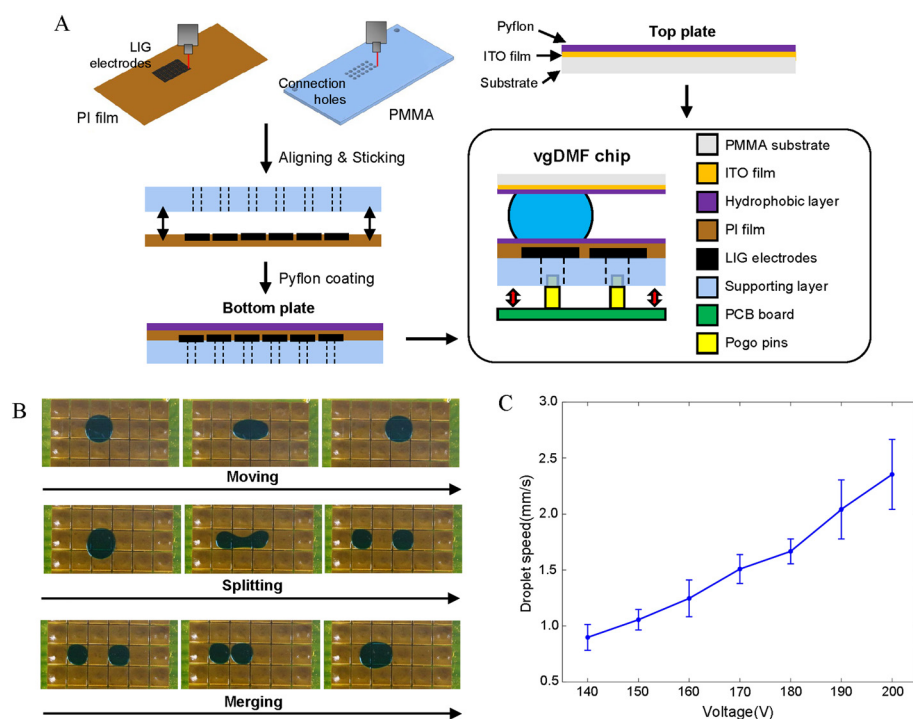 A
LIG
electrodes
PI film
Connection
holes
PMMA
Aligning & Sticking
Pyflon coating
Bottom plate
Top plate
Pyflon
ITO film
Substrate
vgDMF chip
PMMA substrate
ITO film
Hydrophobic layer
PI film
LIG electrodes
Supporting layer
PCB board
Pogo pins
B
Moving
Splitting
Merging
C
Droplet speed(mm/s)
3.0
2.5
2.0
1.5
1.0
0.5
140 150 160 170 180 190 200
Voltage(V)